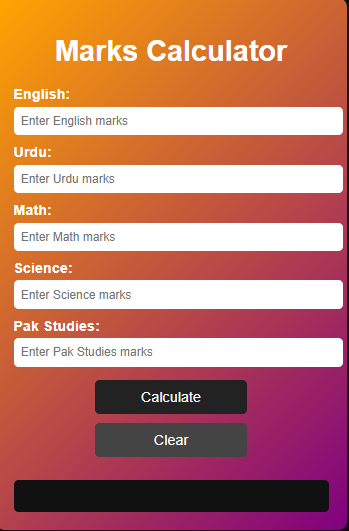 Marks Calculator
English:
Enter English marks
Urdu:
Enter Urdu marks
Math:
Enter Math marks
Science:
Enter Science marks
Pak Studies:
Enter Pak Studies marks
Calculate
Clear